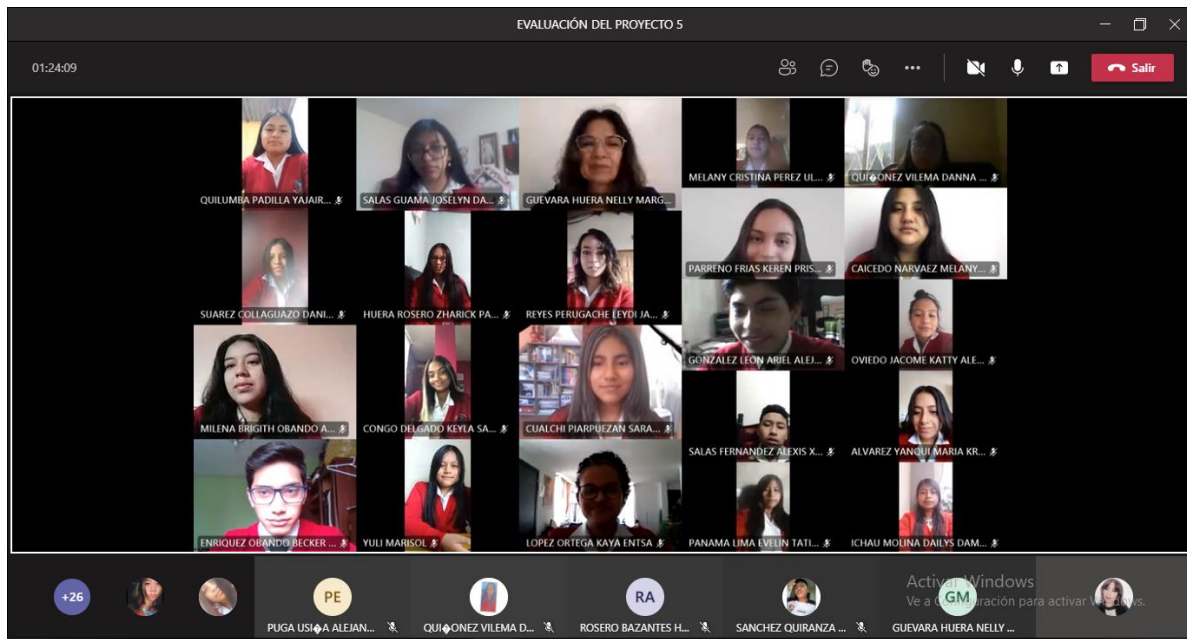 EVALUACIÓN DEL PROYECTO 5
01:24:09
Salir
QUILUMBA PADILLA YAJAIR...
SALAS GUAMA JOSELYN DA...
GUEVARA HUERA NELLY MARG...
MELANY CRISTINA PEREZ UL...
QUI�ONEZ VILEMA DANNA ...
PARRENO FRIAS KEREN PRIS...
CAICEDO NARVAEZ MELANY...
SUAREZ COLLAGUAZO DANI...
HUERA ROSERO ZHARICK PA...
REYES PERUGACHE LEYDI JA...
GONZALEZ LEON ARIEL ALEJ...
OVIEDO JACOME KATTY ALE...
MILENA BRIGITH OBANDO A...
CONGO DELGADO KEYLA SA...
CUALCHI PIARPUEZAN SARA...
SALAS FERNANDEZ ALEXIS X...
ALVAREZ YANQUI MARIA KR...
ENRIQUEZ OBANDO BECKER ...
YULI MARISOL
LOPEZ ORTEGA KAYA ENTSA
PANAMA LIMA EVELIN TATI...
ICHAU MOLINA DAILYS DAM...
+26
PE
RA
GM
PUGA USI�A ALEJAN...
QUI�ONEZ VILEMA D...
ROSERO BAZANTES H...
SANCHEZ QUIRANZA ...
GUEVARA HUERA NELLY ...
Activar Windows
Ve a Configuración para activar Windows.